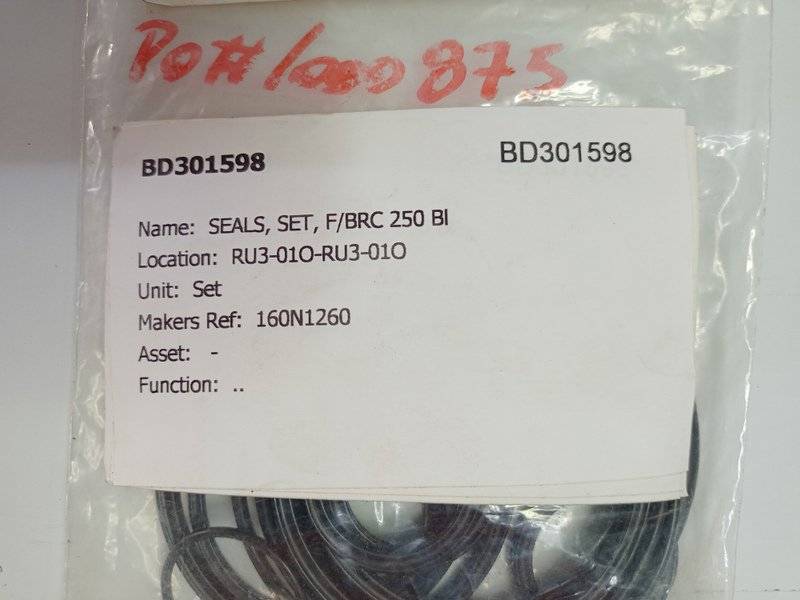 PO# 1000875
BD301598 BD301598
Name: SEALS, SET, F/BRC 250 BI
Location: RU3-01O-RU3-01O
Unit: Set
Makers Ref: 160N1260
Asset: -
Function: ..